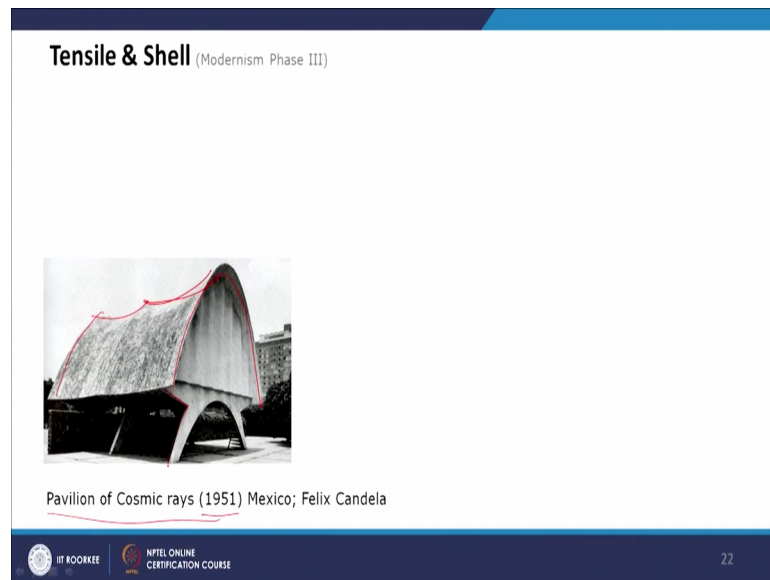 Tensile & Shell (Modernism Phase III)
Pavilion of Cosmic rays (1951) Mexico; Felix Candela
IIT ROORKEE
NPTEL ONLINE
CERTIFICATION COURSE
22